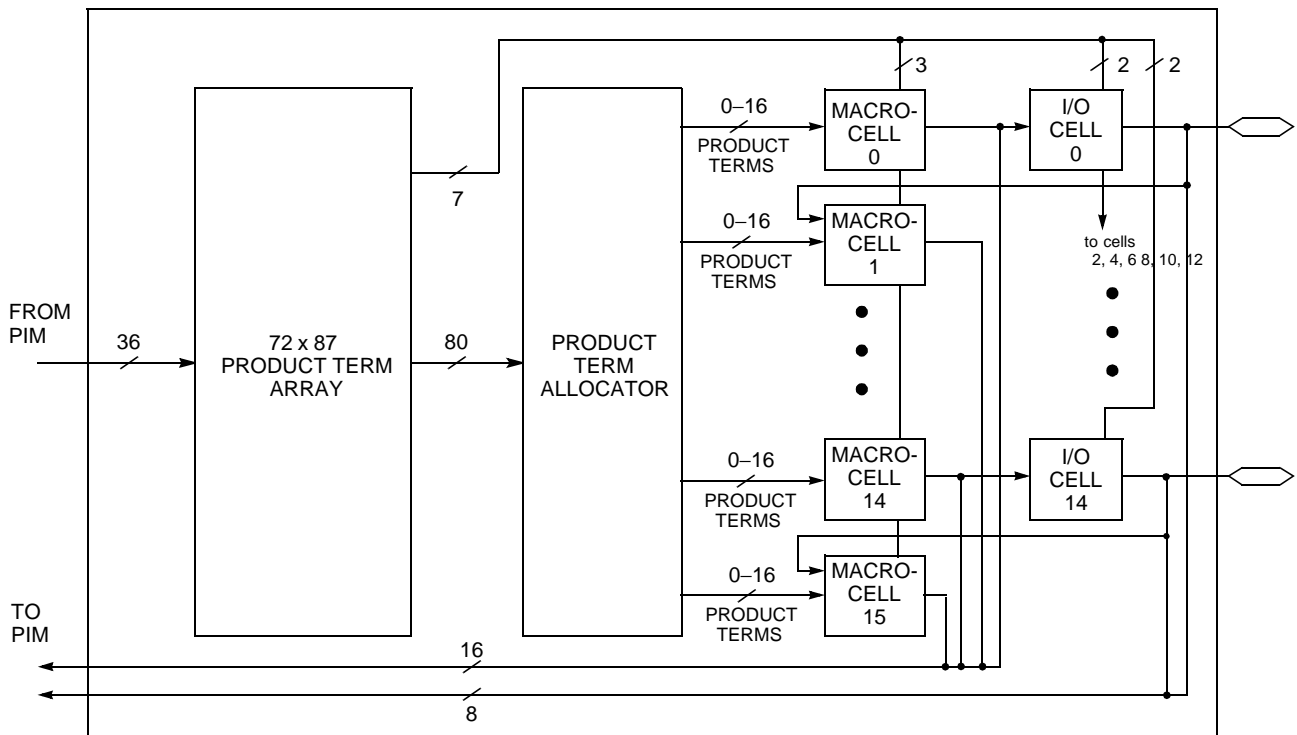 3
2
2
0–16
PRODUCT
TERMS
MACRO-
CELL
0
I/O
CELL
0
7
0–16
PRODUCT
TERMS
MACRO-
CELL
1
to cells
2, 4, 6 8, 10, 12
FROM
PIM
36
72 x 87
PRODUCT TERM
ARRAY
80
PRODUCT
TERM
ALLOCATOR
0–16
PRODUCT
TERMS
MACRO-
CELL
14
I/O
CELL
14
0–16
PRODUCT
TERMS
MACRO-
CELL
15
TO
PIM
16
8